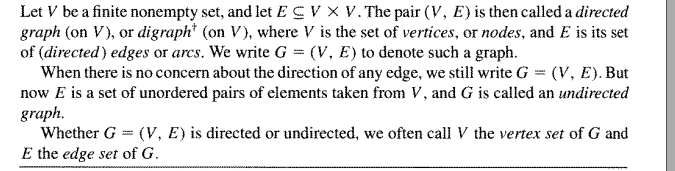 Let V be a finite nonempty set, and let E ⊆ V × V. The pair (V, E) is then called a directed
graph (on V), or digraph† (on V), where V is the set of vertices, or nodes, and E is its set
of (directed) edges or arcs. We write G = (V, E) to denote such a graph.
When there is no concern about the direction of any edge, we still write G = (V, E). But
now E is a set of unordered pairs of elements taken from V, and G is called an undirected
graph.
Whether G = (V, E) is directed or undirected, we often call V the vertex set of G and
E the edge set of G.